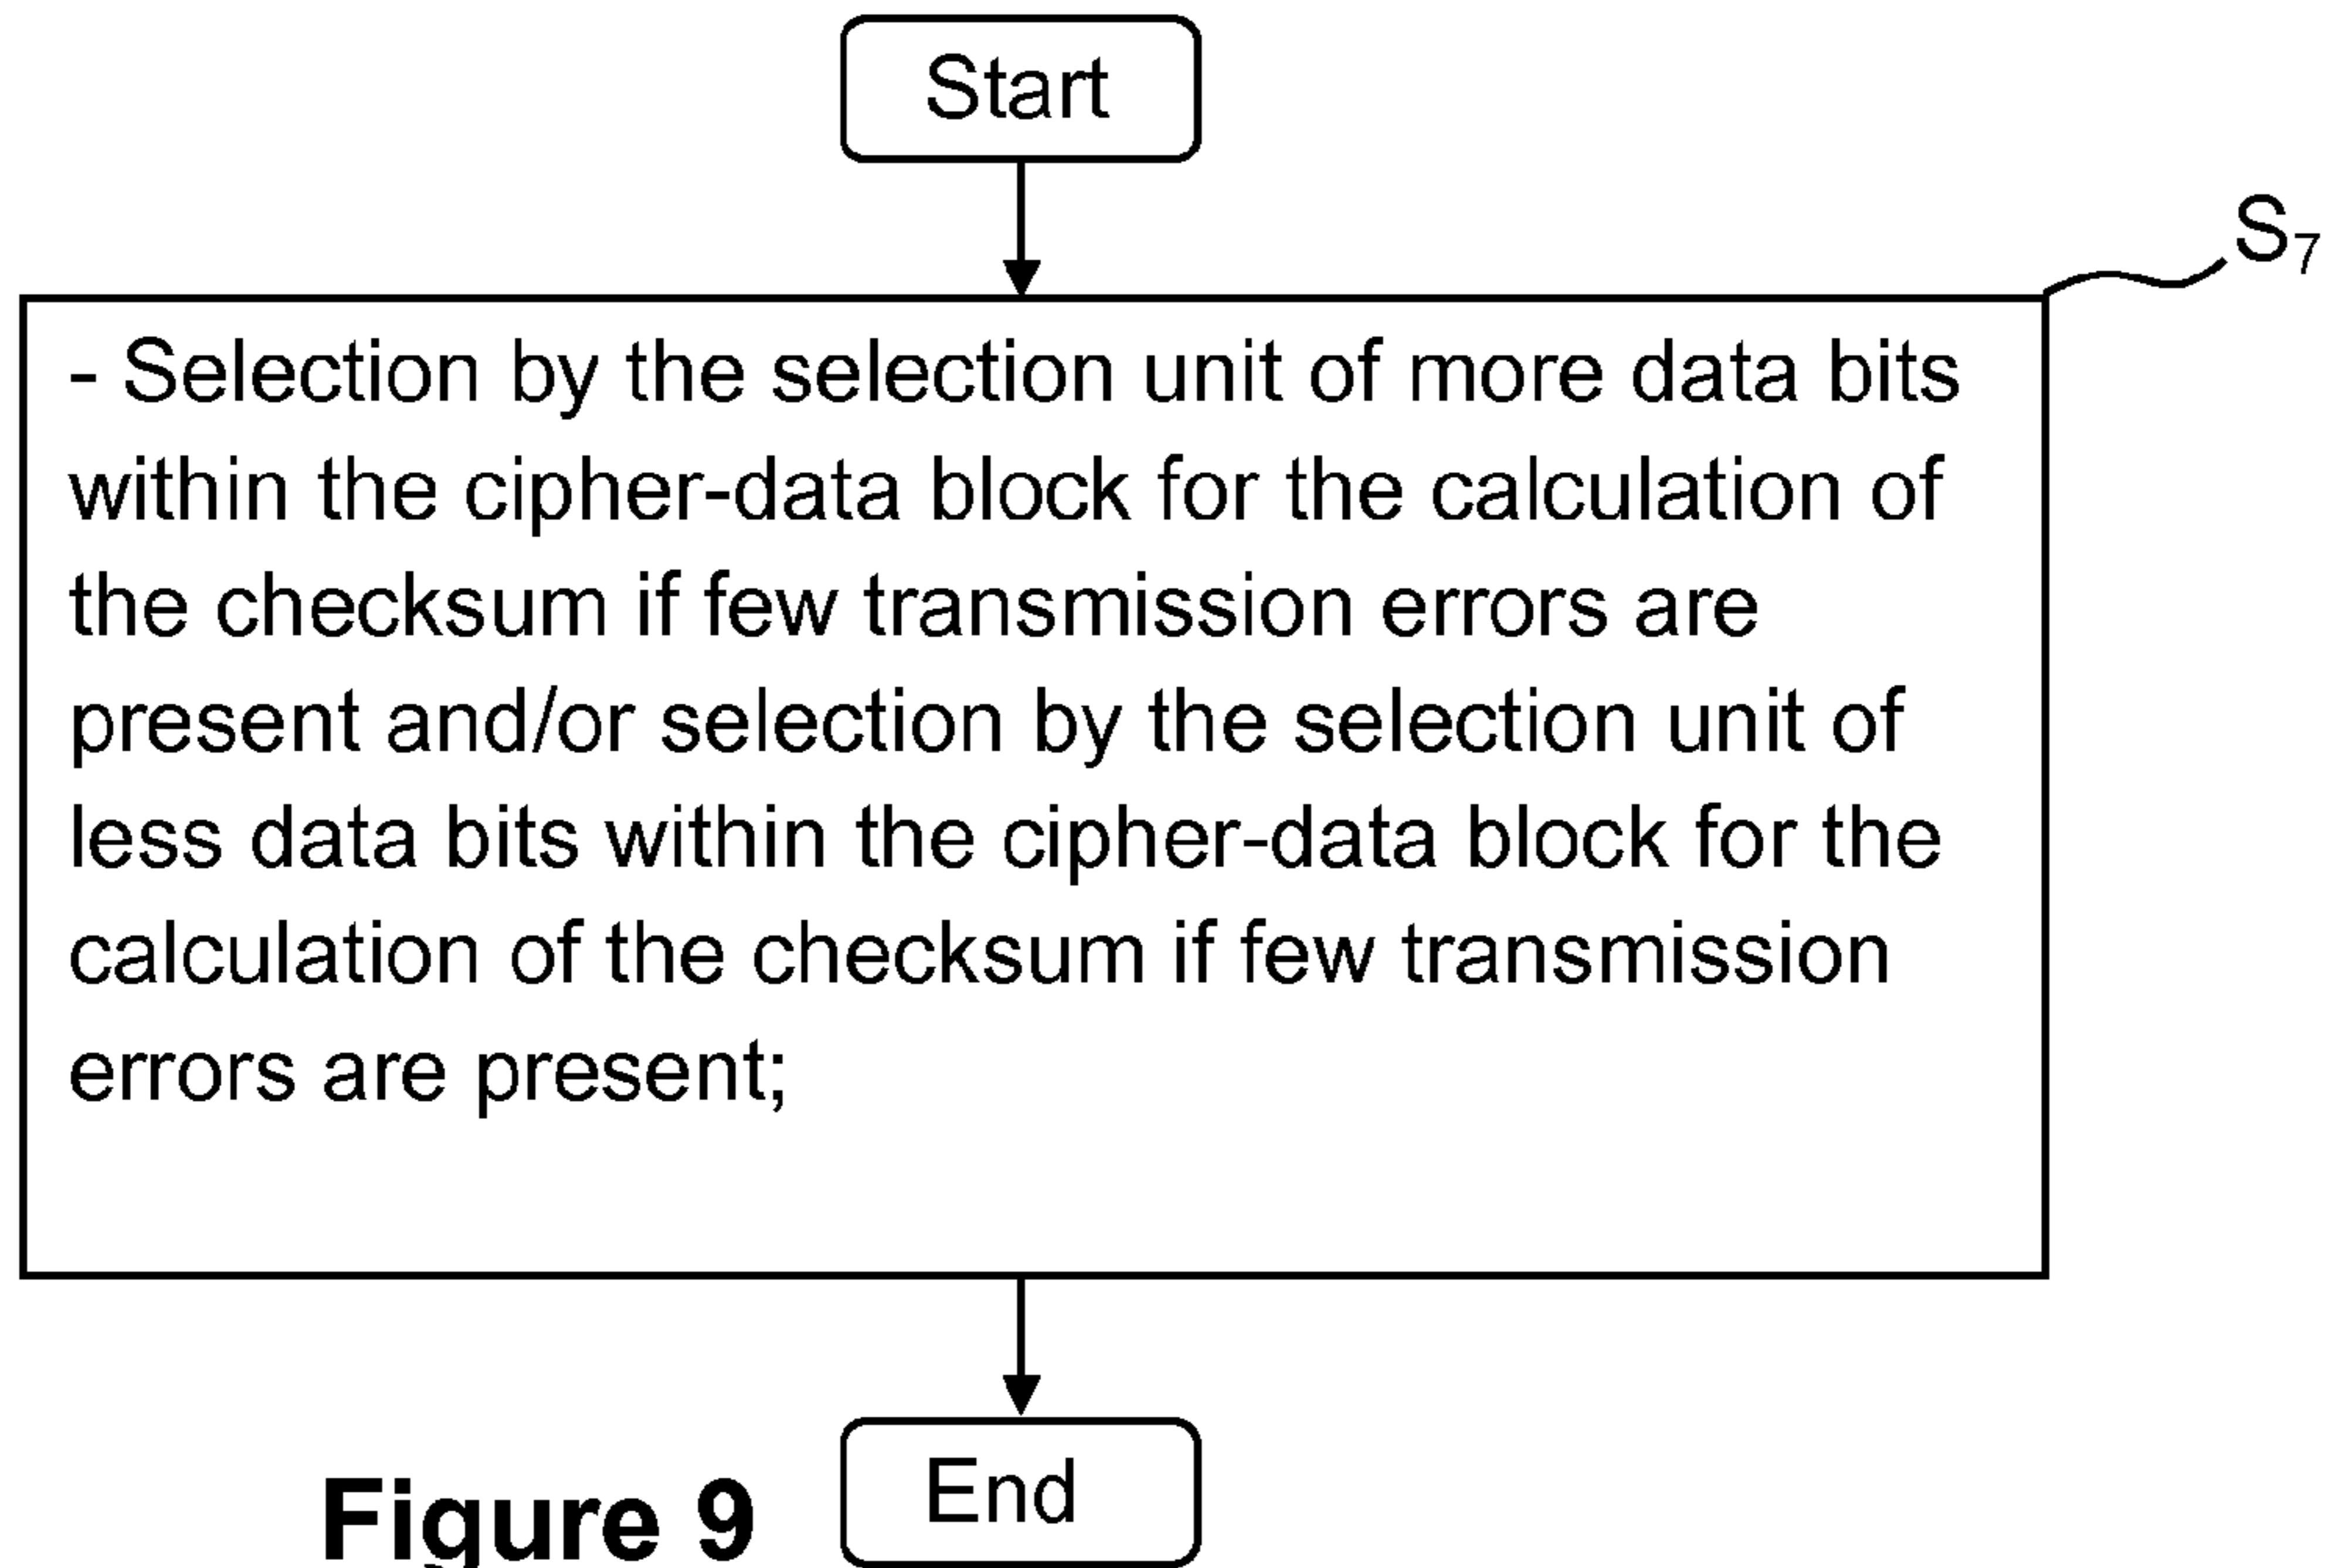 Start
S₇
- Selection by the selection unit of more data bits
within the cipher-data block for the calculation of
the checksum if few transmission errors are
present and/or selection by the selection unit of
less data bits within the cipher-data block for the
calculation of the checksum if few transmission
errors are present;
End
Figure 9